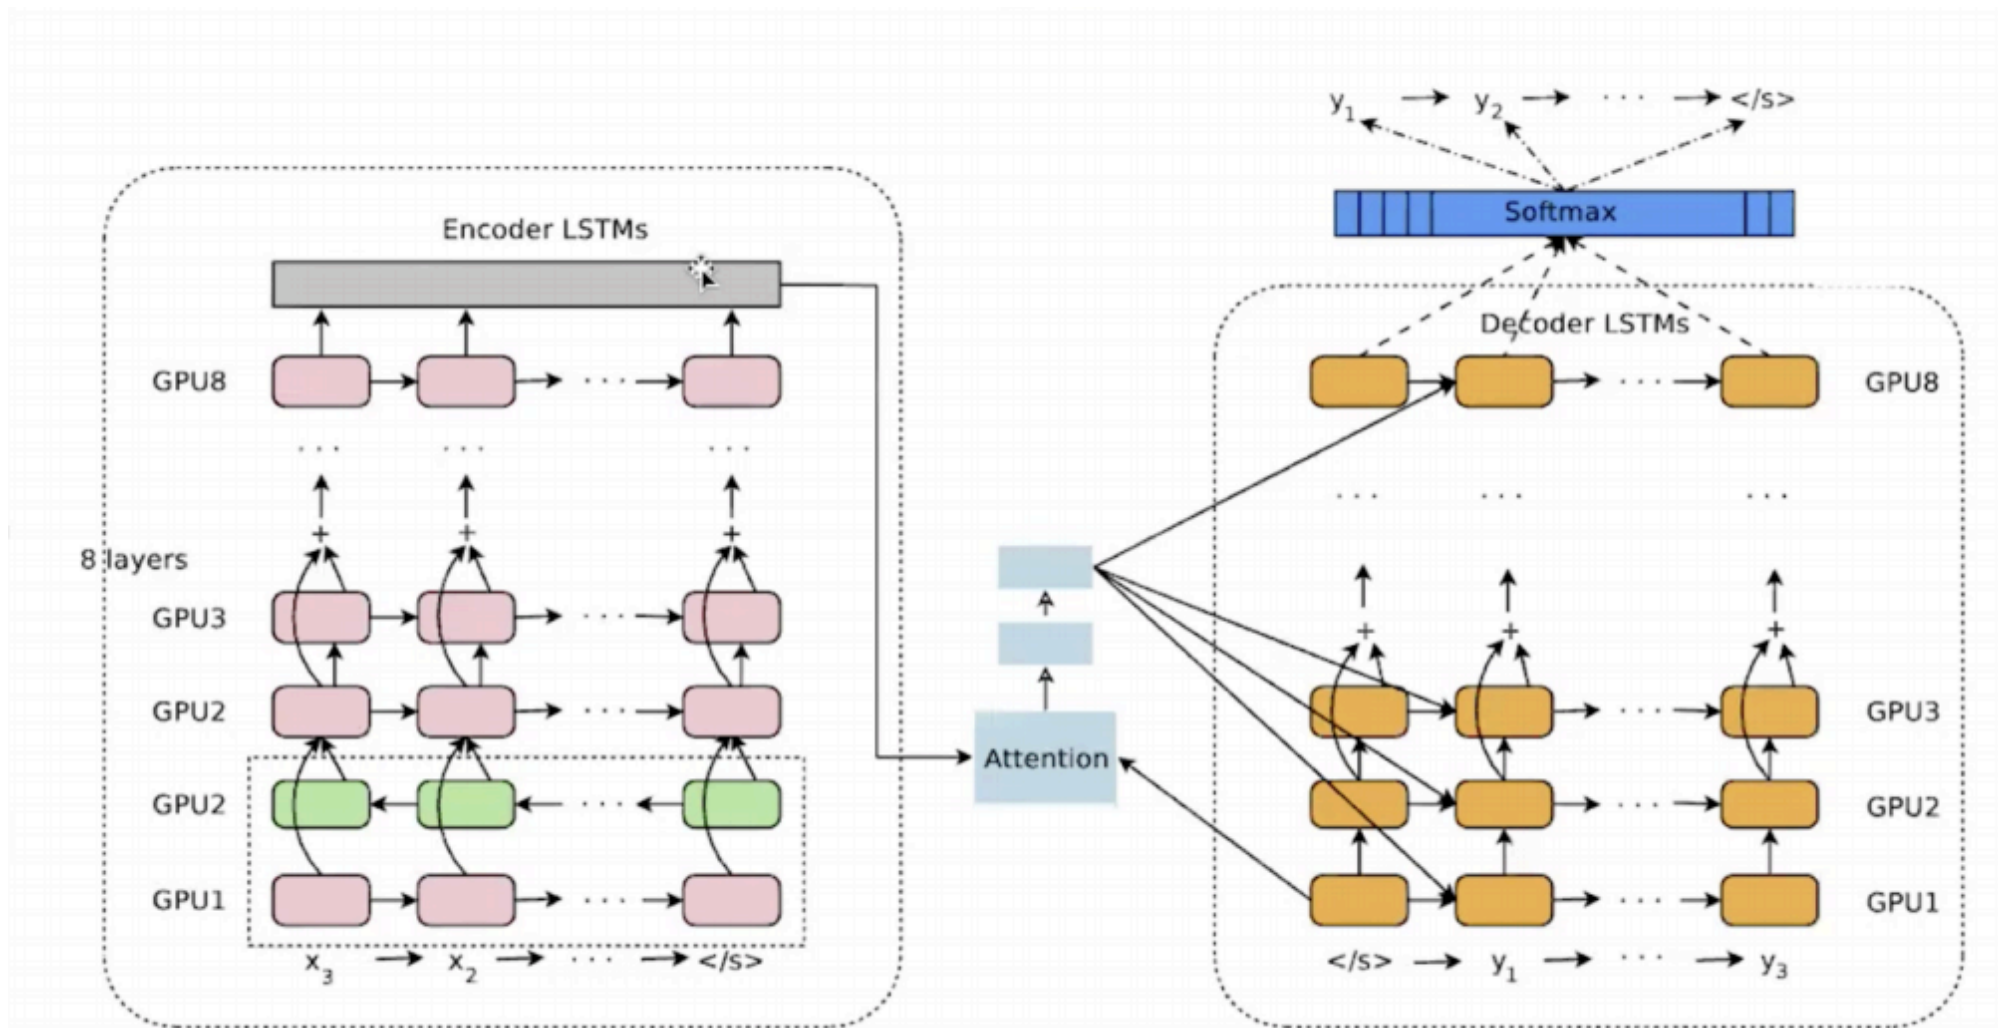 y1 y2 ... </s>
Softmax
Encoder LSTMs
Decoder LSTMs
GPU8
GPU8
...
...
...
...
...
...
...
...
+ + +
8 layers
GPU3
...
+ + +
GPU2
...
GPU3
...
Attention
GPU2
...
GPU2
...
GPU1
...
GPU1
...
x3 x2 ... </s>
</s> y1 ... y3